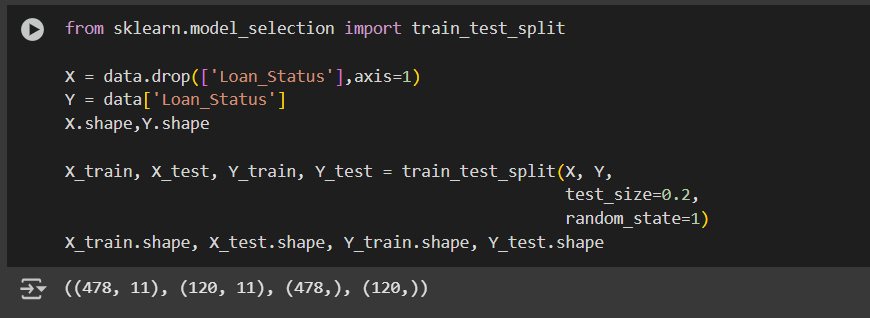 from sklearn.model_selection import train_test_split
X = data.drop(['Loan_Status'],axis=1)
Y = data['Loan_Status']
X.shape,Y.shape
X_train, X_test, Y_train, Y_test = train_test_split(X, Y,
test_size=0.2,
random_state=1)
X_train.shape, X_test.shape, Y_train.shape, Y_test.shape
((478, 11), (120, 11), (478,), (120,))